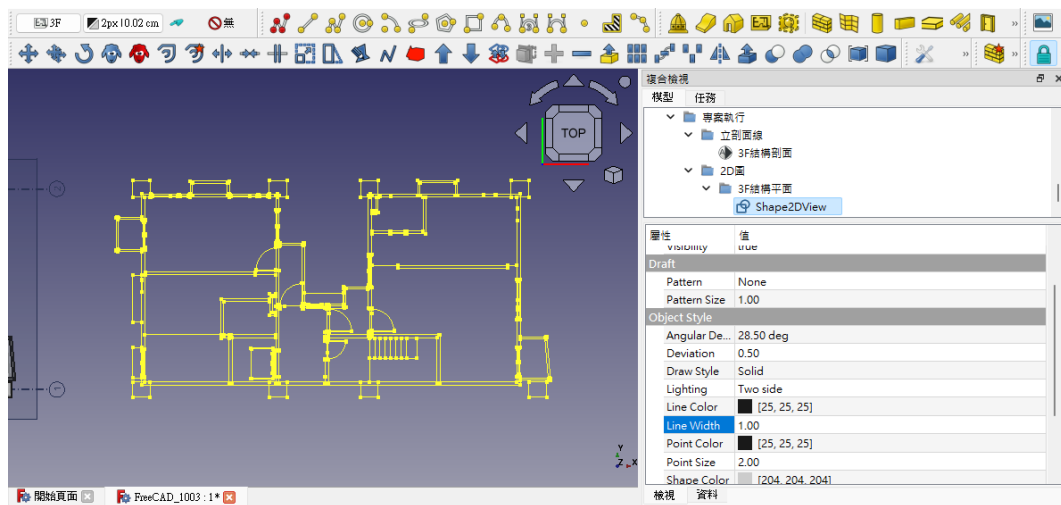 3F
2px | 0.02 cm
無
»
»
»
複合檢視
模型 任務
專案執行
立剖面線
3F結構剖面
2D圖
3F結構平面
Shape2DView
屬性 值
Visibility true
Draft
Pattern None
Pattern Size 1.00
Object Style
Angular De... 28.50 deg
Deviation 0.50
Draw Style Solid
Lighting Two side
Line Color [25, 25, 25]
Line Width 1.00
Point Color [25, 25, 25]
Point Size 2.00
Shape Color [204, 204, 204]
檢視 資料
TOP
2
1
Y
Z X
開始頁面
FreeCAD_1003 : 1*